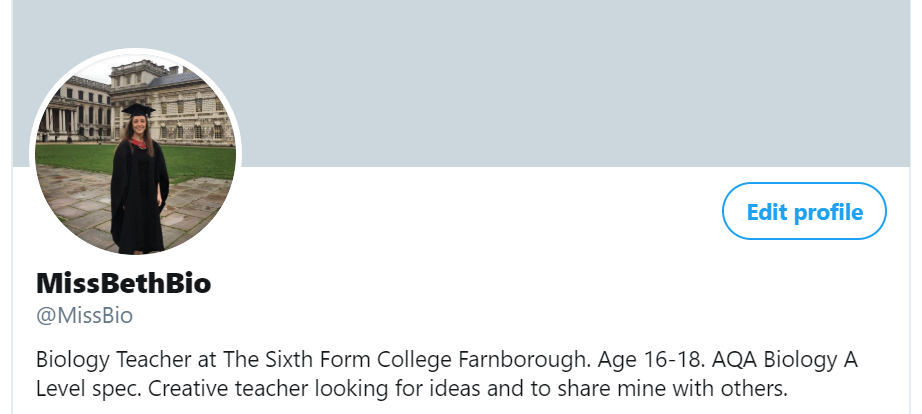 Edit profile
MissBethBio
@MissBio
Biology Teacher at The Sixth Form College Farnborough. Age 16-18. AQA Biology A
Level spec. Creative teacher looking for ideas and to share mine with others.